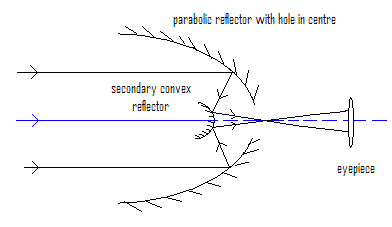 parabolic reflector with hole in centre
secondary convex
reflector
eyepiece